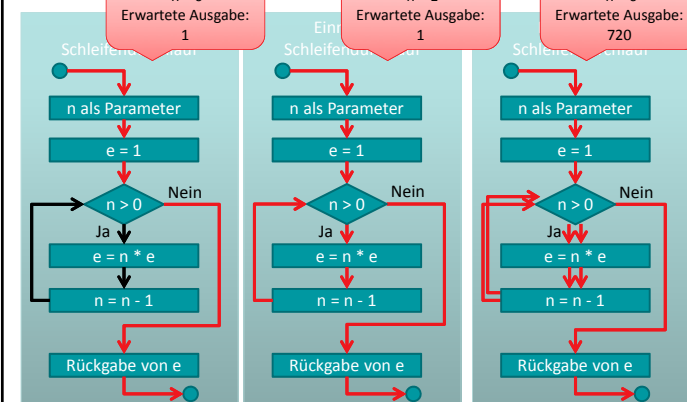 Erwartete Ausgabe:
1
n als Parameter
e = 1
n > 0
Nein
Ja
e = n * e
n = n - 1
Rückgabe von e
Erwartete Ausgabe:
1
n als Parameter
e = 1
n > 0
Nein
Ja
e = n * e
n = n - 1
Rückgabe von e
Erwartete Ausgabe:
720
n als Parameter
e = 1
n > 0
Nein
Ja
e = n * e
n = n - 1
Rückgabe von e